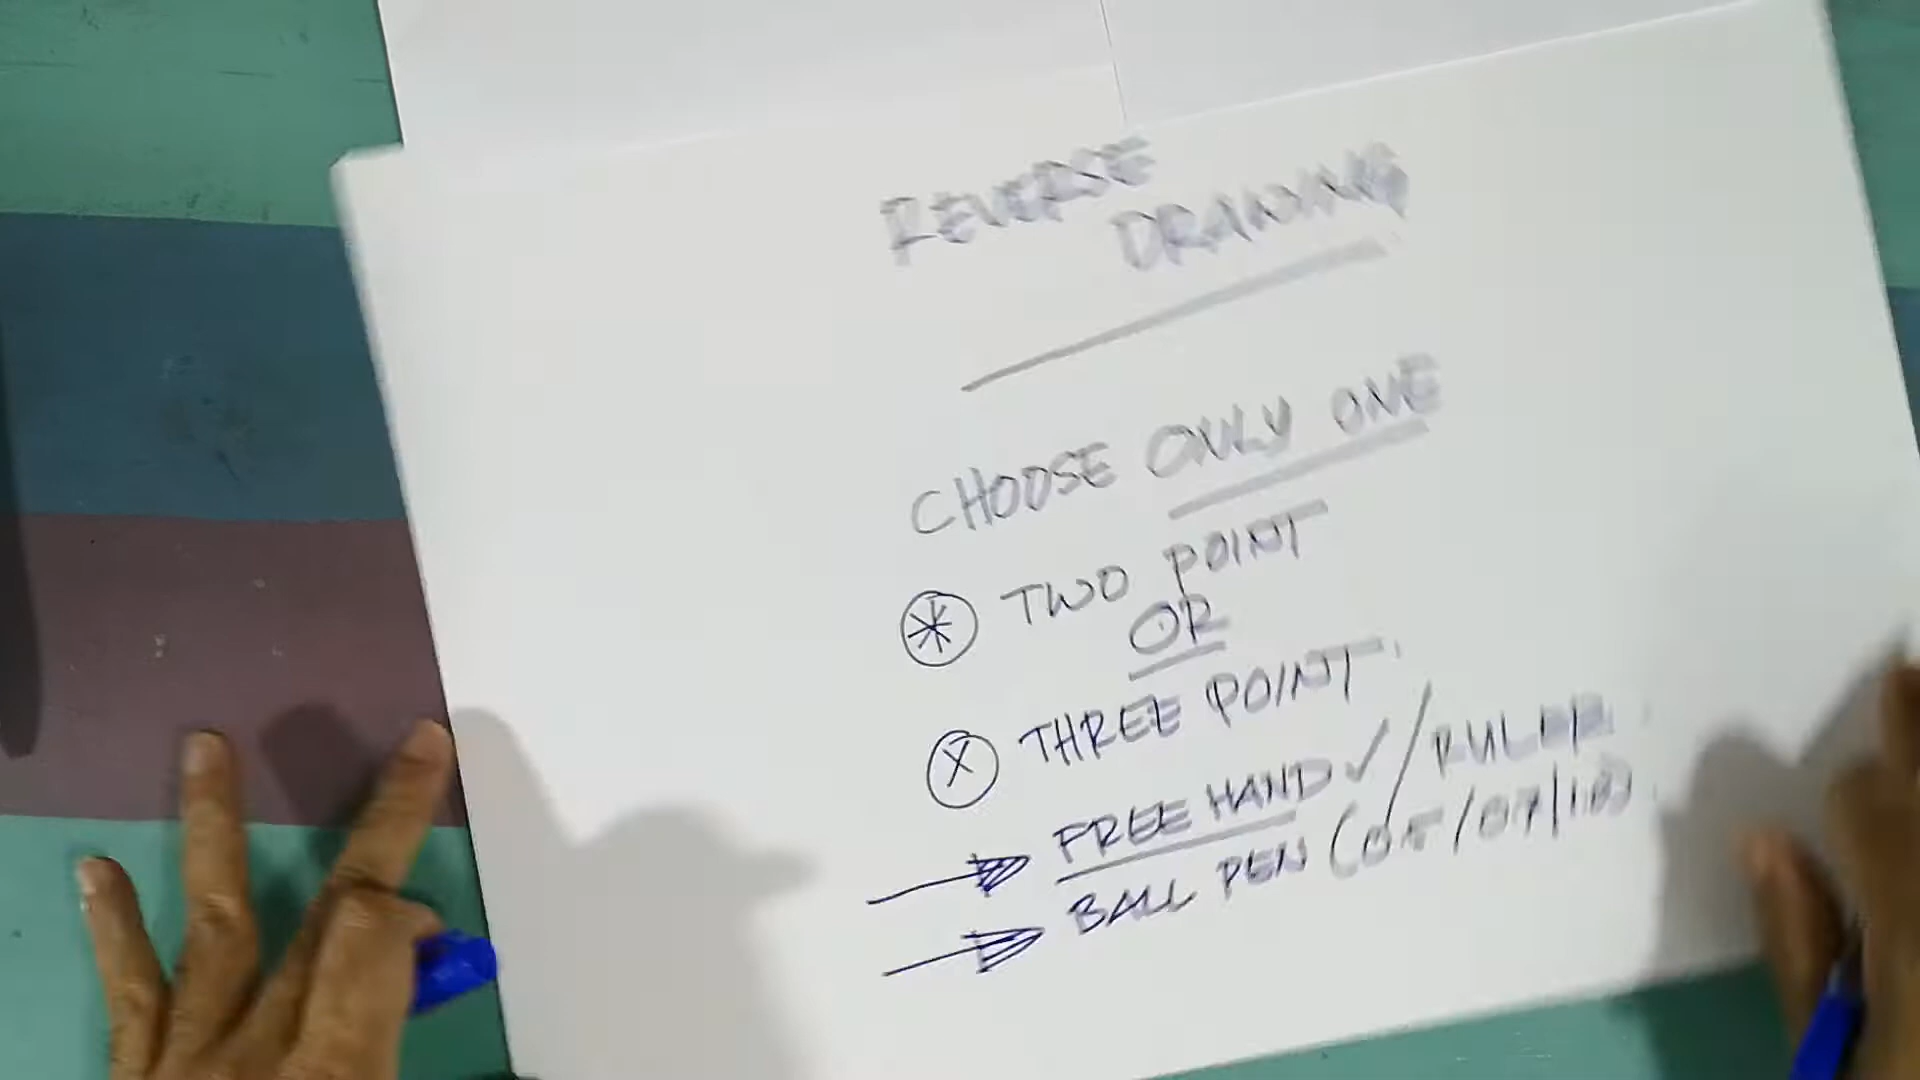 REVERSE
DRAWING
CHOOSE ONLY ONE
TWO POINT
OR
X THREE POINT.
FREE HAND ✓ / RULER
BALL PEN